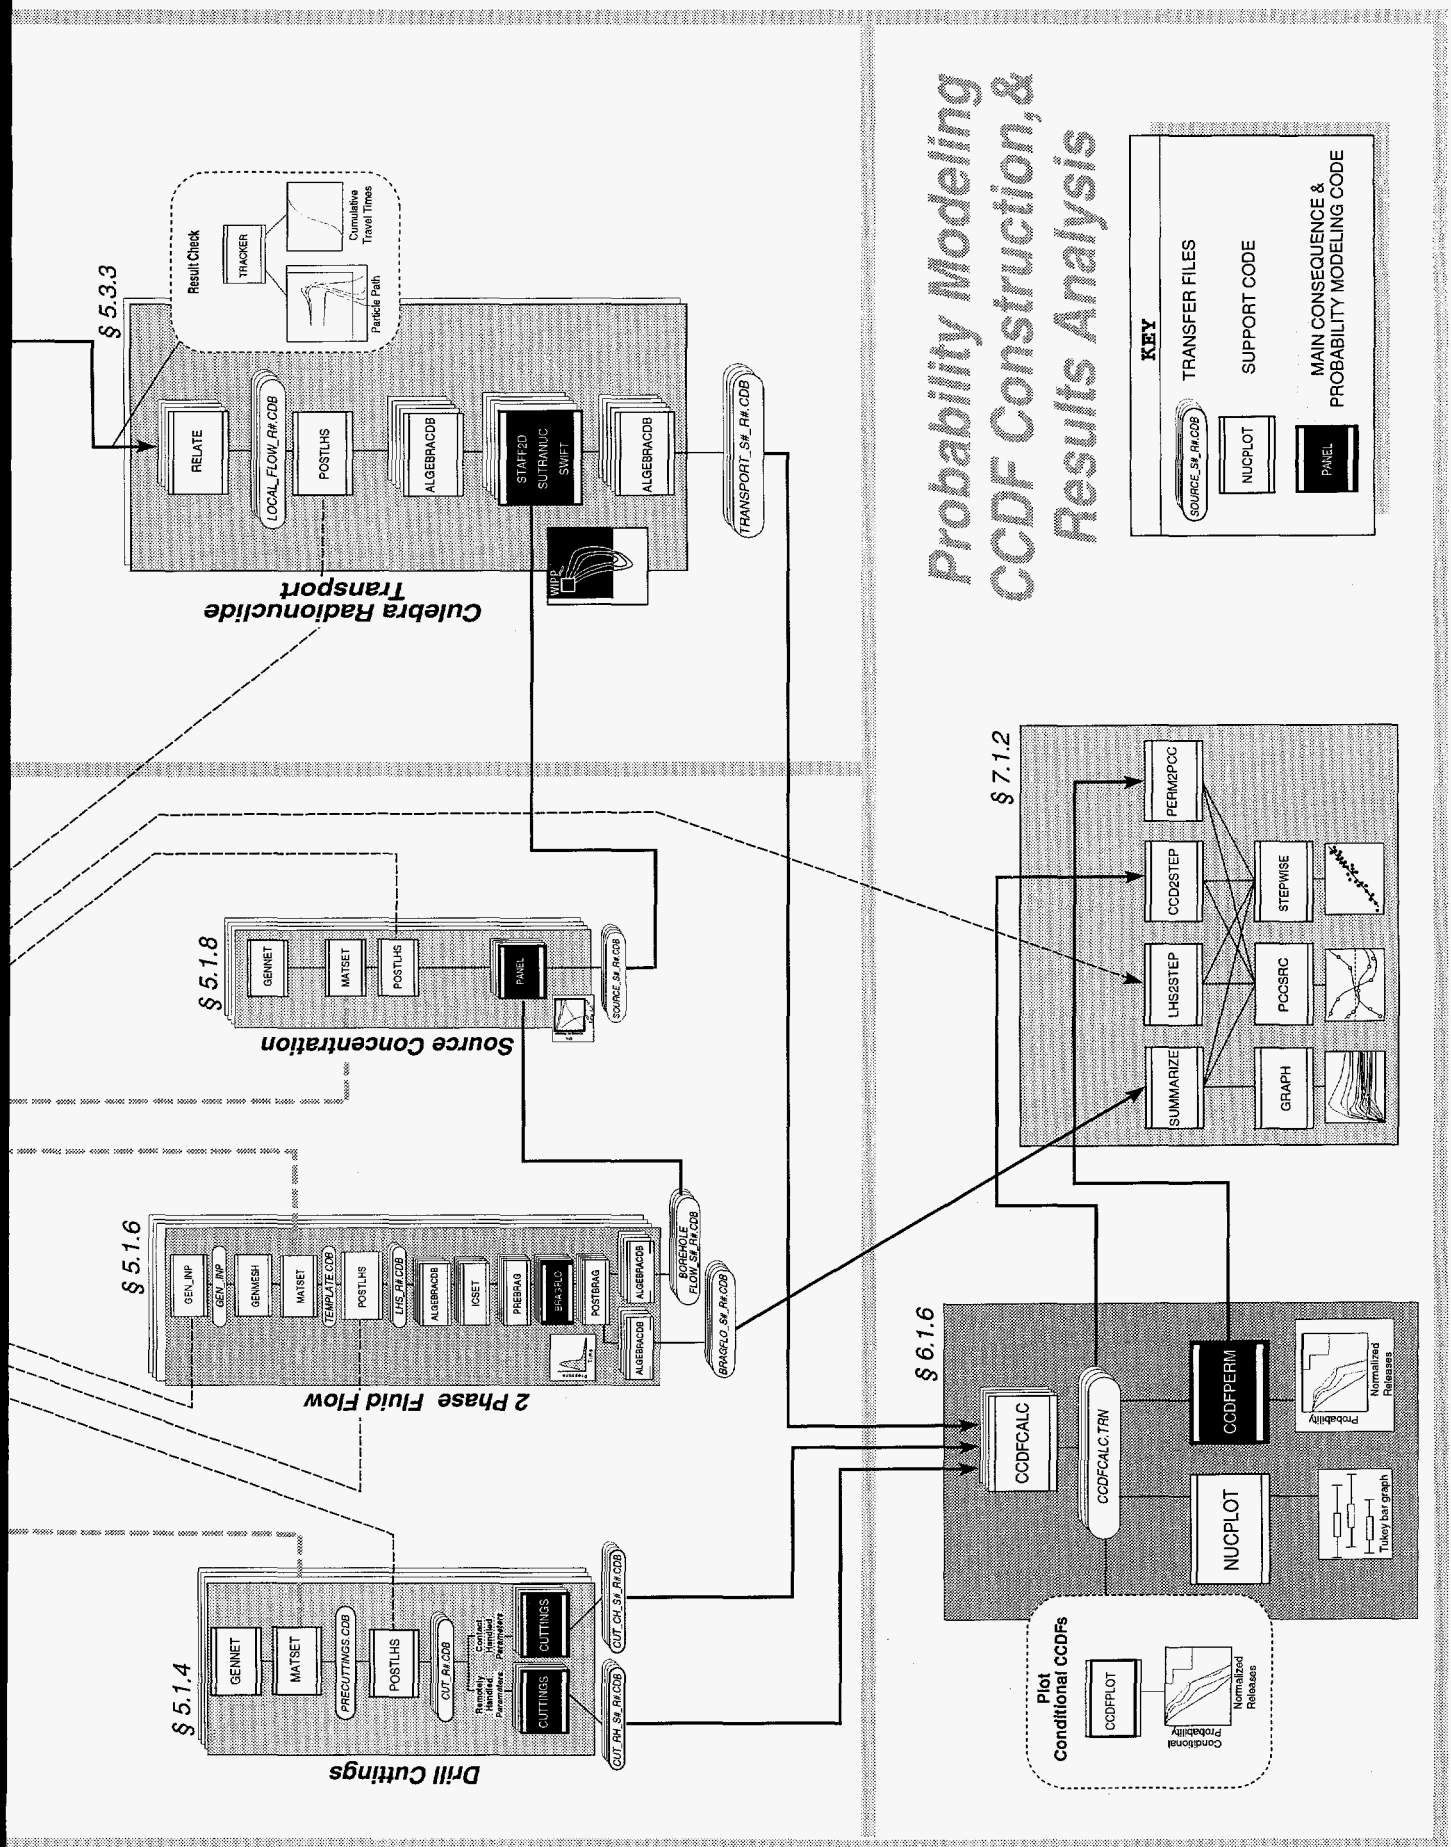 § 5.1.4
Drill Cuttings
GENNET
MATSET
PRECUTTINGS.CDB
POSTLHS
CUT_R#.CDB
Remotely
Handled
Parameters
Contact
Handled
Parameters
CUTTINGS
CUTTINGS
CUT_RH_S#_R#.CDB
CUT_CH_S#_R#.CDB
§ 5.1.6
2 Phase Fluid Flow
GEN_INP
GEN_.INP
GENMESH
MATSET
TEMPLATE.CDB
POSTLHS
LHS_R#.CDB
ALGEBRACDB
ICSET
PREBRAG
BRAGFLO
POSTBRAG
Pressure
Time
ALGEBRACDB
ALGEBRACDB
BRAGFLO_S#_R#.CDB
BOREHOLE
FLOW_S#_R#.CDB
§ 5.1.8
Source Concentration
GENNET
MATSET
POSTLHS
PANEL
SOURCE_S#_R#.CDB
§ 5.3.3
Culebra Radionuclide
Transport
Result Check
TRACKER
Particle Path
Cumulative
Travel Times
RELATE
LOCAL_FLOW_R#.CDB
POSTLHS
ALGEBRACDB
STAFF2D
SUTRANUC
SWIFT
WIPP
ALGEBRACDB
TRANSPORT_S#_R#.CDB
§ 6.1.6
CCDFCALC
CCDFCALC.TRN
NUCPLOT
CCDFPERM
Tukey bar graph
Probability
Normalized
Releases
Plot
Conditional CCDFs
CCDFPLOT
Conditional
Probability
Normalized
Releases
§ 7.1.2
SUMMARIZE
LHS2STEP
CCD2STEP
PERM2PCC
GRAPH
PCCSRC
STEPWISE
Probability Modeling
CCDF Construction,&
Results Analysis
KEY
SOURCE_S#_R#.CDB
TRANSFER FILES
NUCPLOT
SUPPORT CODE
PANEL
MAIN CONSEQUENCE &
PROBABILITY MODELING CODE